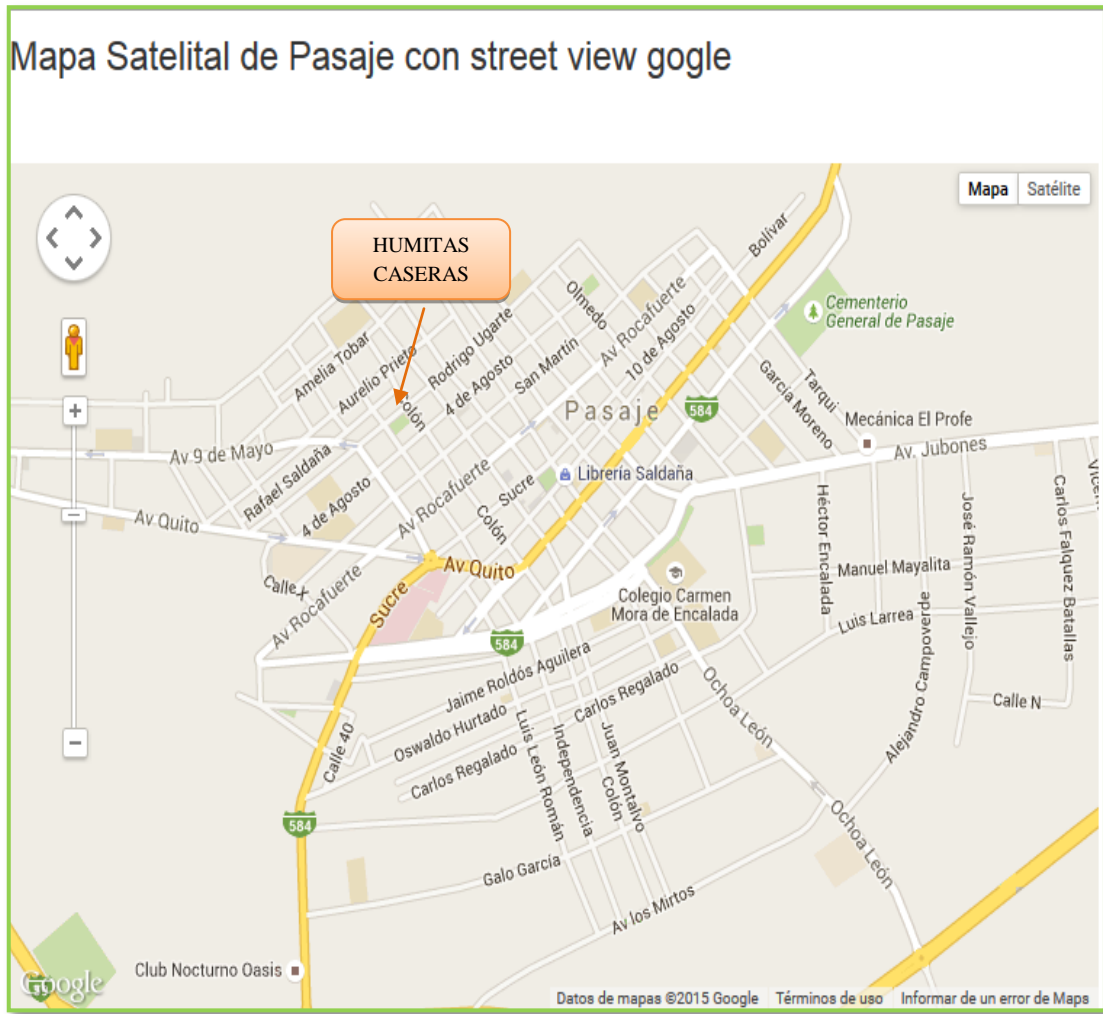 Mapa Satelital de Pasaje con street view gogle
Mapa
Satélite
HUMITAS
CASERAS
Bolívar
Olmedo
Cementerio
General de Pasaje
Av Rocafuerte
Rodrigo Ugarte
10 de Agosto
Amelia Tobar
San Martín
Aurelio Prieto
4 de Agosto
García Moreno
Tarqui
Colón
Pasaje
584
Mecánica El Profe
Av 9 de Mayo
Av. Jubones
Rafael Saldaña
Librería Saldaña
Av Rocafuerte
Sucre
4 de Agosto
Colón
Av Quito
Héctor Encalada
José Ramón Vallejo
Carlos Falquez Batallas
Av Quito
Manuel Mayalita
Calle X
Colegio Carmen
Mora de Encalada
Av Rocafuerte
Sucre
Luis Larrea
584
Alejandro Campoverde
Jaime Roldós Aguilera
Carlos Regalado
Ochoa León
Calle N
Oswaldo Hurtado
Luis León Román
Independencia
Juan Montalvo
Colón
Calle 40
Carlos Regalado
584
Ochoa León
Galo García
Av los Mirtos
Club Nocturno Oasis
Google
Datos de mapas ©2015 Google
Términos de uso
Informar de un error de Maps